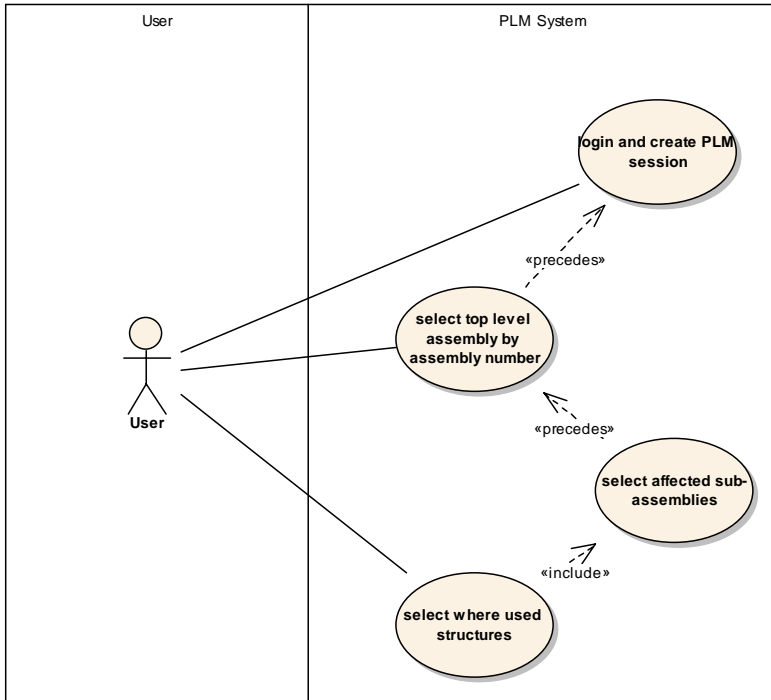 User
PLM System
login and create PLM
session
«precedes»
select top level
assembly by
assembly number
User
«precedes»
select affected sub-
assemblies
«include»
select where used
structures